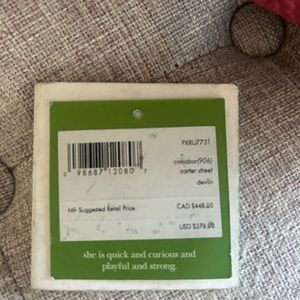 PXRU7731
0 98687 12080 7
cinnabar(906)
carter street
devlin
Mfr Suggested Retail Price
CAD $448.00
USD $378.00
she is quick and curious and
playful and strong.